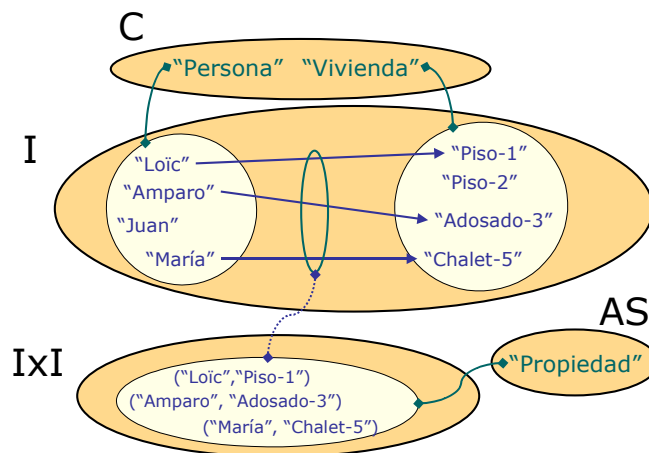 C
“Persona” “Vivienda”
I
“Loïc”
“Piso-1”
“Amparo”
“Piso-2”
“Juan”
“Adosado-3”
“María”
“Chalet-5”
AS
IxI
“Propiedad”
(“Loïc”,“Piso-1”)
(“Amparo”, “Adosado-3”)
(“María”, “Chalet-5”)